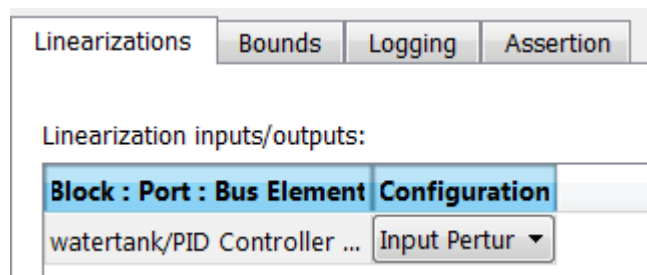 Linearizations Bounds Logging Assertion
Linearization inputs/outputs:
Block : Port : Bus Element Configuration
watertank/PID Controller ... Input Pertur